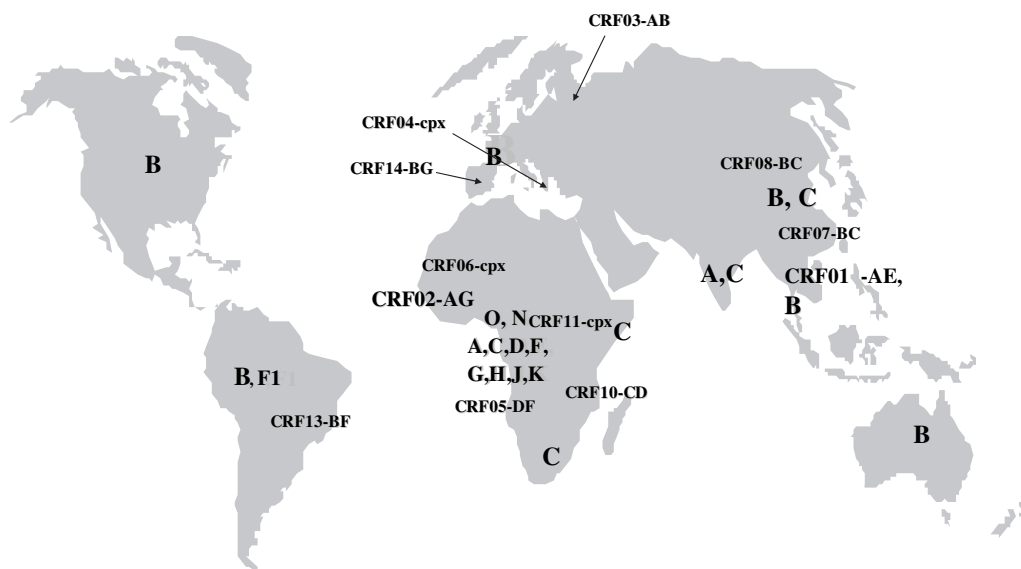 CRF03-AB
CRF04-cpx
B
B
CRF14-BG
CRF08-BC
B, C
CRF07-BC
CRF06-cpx
A,C
CRF01 -AE,
CRF02-AG
B
O, N CRF11-cpx
C
A,C,D,F,
G,H,J,K
B, F1
CRF10-CD
CRF05-DF
CRF13-BF
B
C